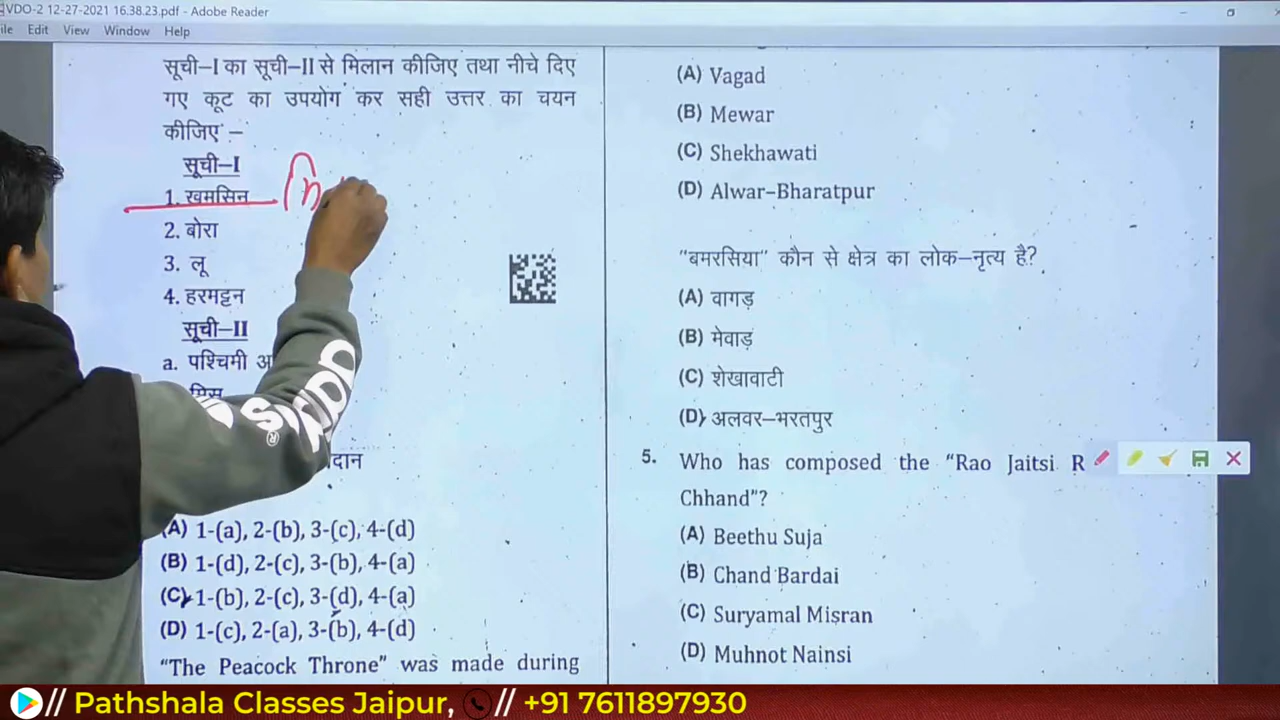 VDO-2 12-27-2021 16.38.23.pdf - Adobe Reader
Edit View Window Help
सूची–I का सूची–II से मिलान कीजिए तथा नीचे दिए
गए कूट का उपयोग कर सही उत्तर का चयन
कीजिए :–
सूची–I
1. खमसिन
2. बोरा
3. लू
4. हरमट्टन
सूची–II
a. पश्चिमी
(A) 1-(a), 2-(b), 3-(c), 4-(d)
(B) 1-(d), 2-(c), 3-(b), 4-(a)
(C) 1-(b), 2-(c), 3-(d), 4-(a)
(D) 1-(c), 2-(a), 3-(b), 4-(d)
“The Peacock Throne” was made during
(A) Vagad
(B) Mewar
(C) Shekhawati
(D) Alwar–Bharatpur
“बमरसिया” कौन से क्षेत्र का लोक–नृत्य है?
(A) वागड़
(B) मेवाड़
(C) शेखावाटी
(D) अलवर–भरतपुर
5. Who has composed the “Rao Jaitsi R
Chhand”?
(A) Beethu Suja
(B) Chand Bardai
(C) Suryamal Misran
(D) Muhnot Nainsi
// Pathshala Classes Jaipur, // +91 7611897930